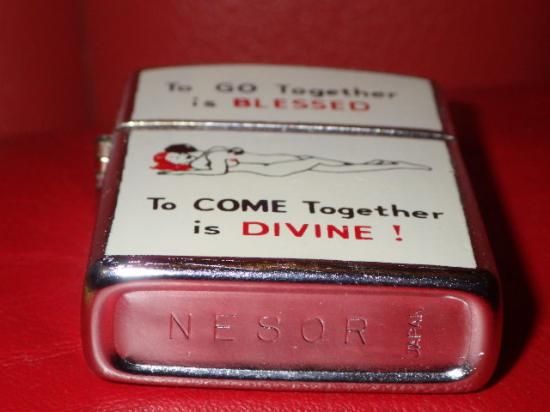 To GO Together
is BLESSED
To COME Together
is DIVINE !
NESOR
JAPAN